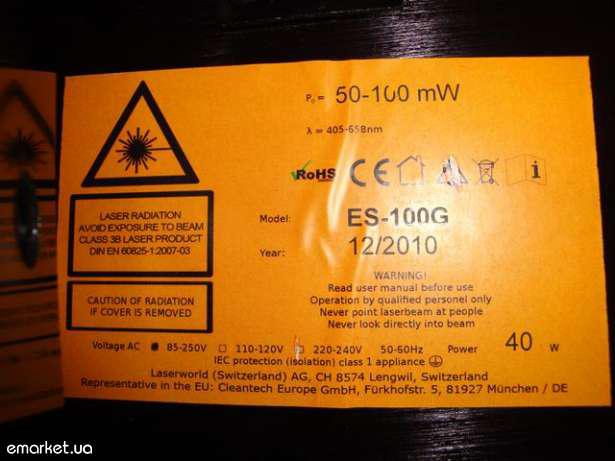 P₀ = 50-100 mW
λ = 405-658nm
RoHS CE
LASER RADIATION
AVOID EXPOSURE TO BEAM
CLASS 3B LASER PRODUCT
DIN EN 60825-1:2007-03
Model: ES-100G
Year: 12/2010
CAUTION OF RADIATION
IF COVER IS REMOVED
WARNING!
Read user manual before use
Operation by qualified personel only
Never point laserbeam at people
Never look directly into beam
Voltage AC 85-250V 110-120V 220-240V 50-60Hz Power 40 W
IEC protection (isolation) class 1 appliance
Laserworld (Switzerland) AG, CH 8574 Lengwil, Switzerland
Representative in the EU: Cleantech Europe GmbH, Fürkhofstr. 5, 81927 München / DE
emarket.ua